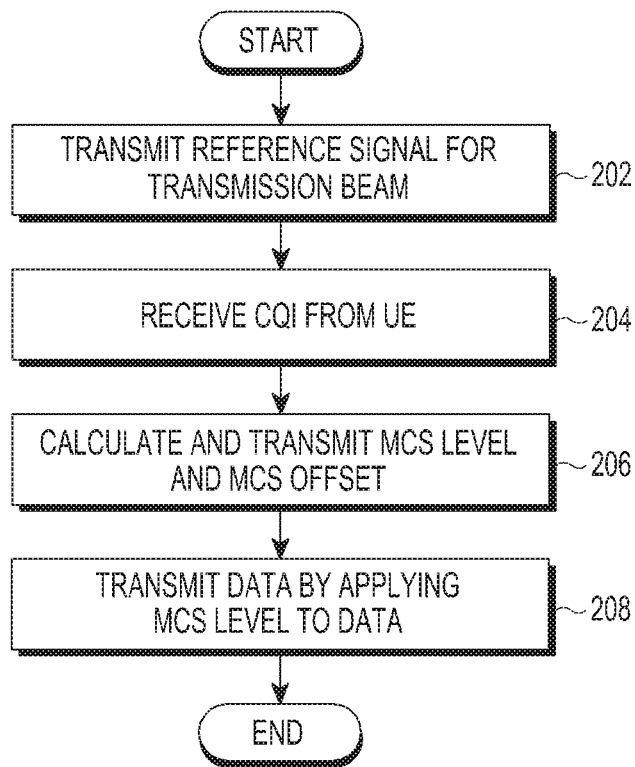 START
TRANSMIT REFERENCE SIGNAL FOR
TRANSMISSION BEAM
202
RECEIVE CQI FROM UE
204
CALCULATE AND TRANSMIT MCS LEVEL
AND MCS OFFSET
206
TRANSMIT DATA BY APPLYING
MCS LEVEL TO DATA
208
END